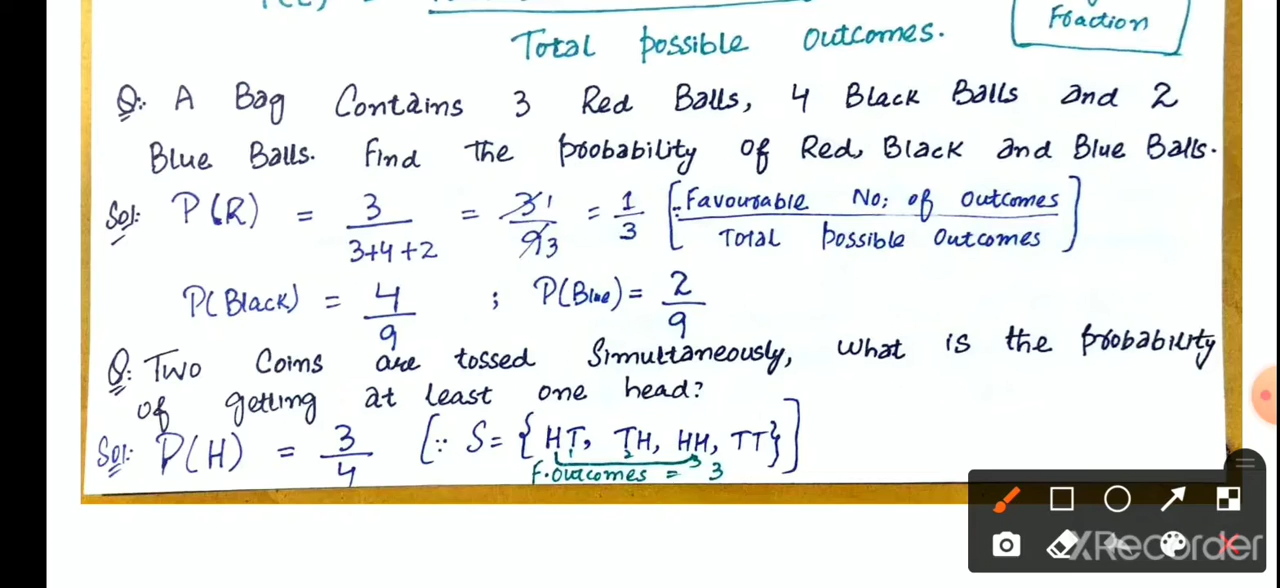 Total possible outcomes.
Fraction
Q:. A Bag Contains 3 Red Balls, 4 Black Balls and 2
Blue Balls. Find the probability of Red, Black and Blue Balls.
Sol: P(R) = 3/(3+4+2) = 3/9 = 1/3 [∵ Favourable No: of outcomes / Total possible outcomes]
P(Black) = 4/9 ; P(Blue) = 2/9
Q: Two Coins are tossed Simultaneously, What is the probability
of getting at least one head?
Sol: P(H) = 3/4 [∵ S = {HT, TH, HH, TT}]
F. outcomes = 3
XRecorder